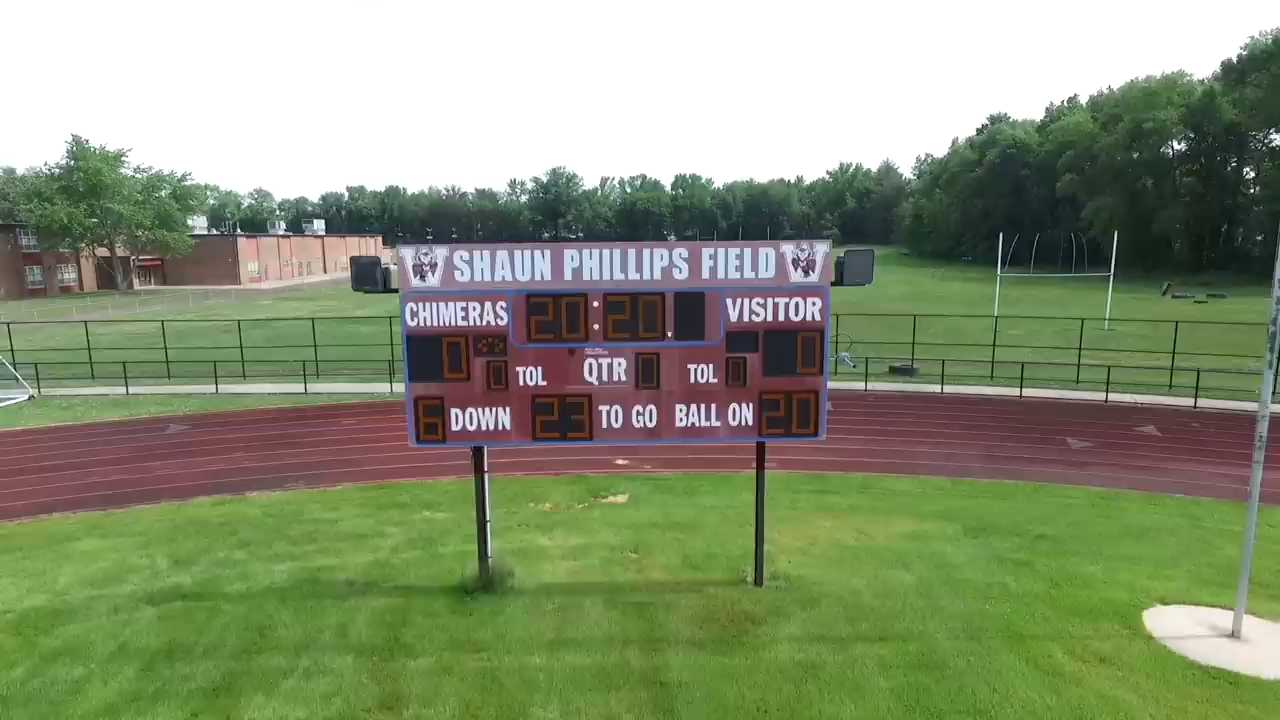 W SHAUN PHILLIPS FIELD W
CHIMERAS 20:20 VISITOR
0 0
0 TOL QTR 0 TOL 0
6 DOWN 23 TO GO BALL ON 20